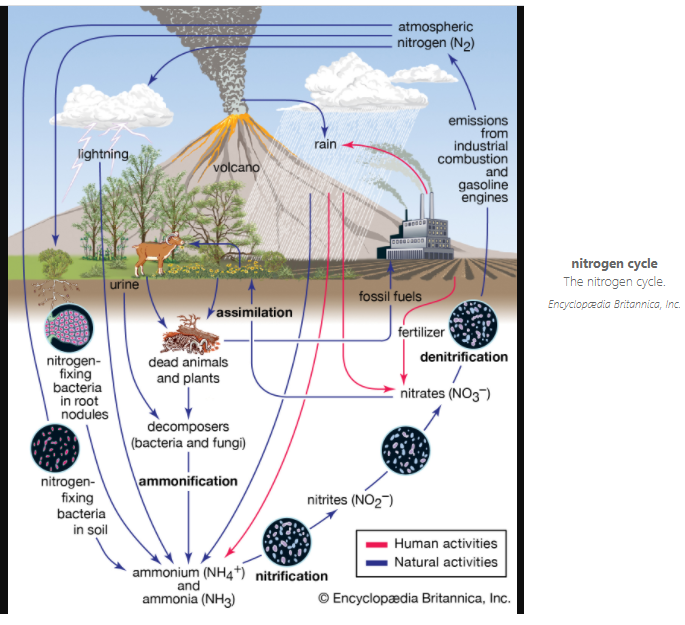 atmospheric
nitrogen (N₂)
emissions
from
industrial
combustion
and
gasoline
engines
lightning
volcano
rain
urine
assimilation
fossil fuels
fertilizer
denitrification
nitrogen-
fixing
bacteria
in root
nodules
dead animals
and plants
nitrates (NO₃⁻)
decomposers
(bacteria and fungi)
ammonification
nitrogen-
fixing
bacteria
in soil
nitrites (NO₂⁻)
ammonium (NH₄⁺)
and
ammonia (NH₃)
nitrification
Human activities
Natural activities
© Encyclopædia Britannica, Inc.
nitrogen cycle
The nitrogen cycle.
Encyclopædia Britannica, Inc.